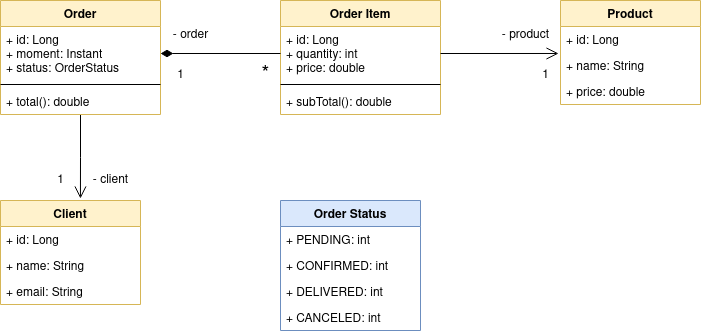 Order
+ id: Long
+ moment: Instant
+ status: OrderStatus
+ total(): double
- order
1
*
Order Item
+ id: Long
+ quantity: int
+ price: double
+ subTotal(): double
- product
1
Product
+ id: Long
+ name: String
+ price: double
1
- client
Client
+ id: Long
+ name: String
+ email: String
Order Status
+ PENDING: int
+ CONFIRMED: int
+ DELIVERED: int
+ CANCELED: int